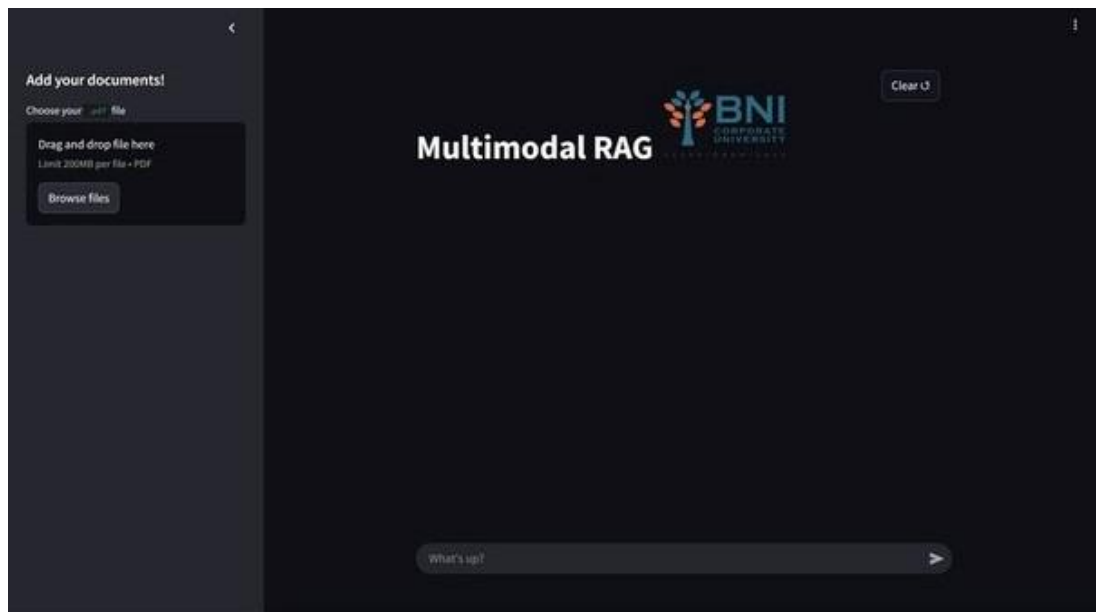 Add your documents!
Choose your .pdf file
Drag and drop file here
Limit 200MB per file • PDF
Browse files
Clear ↺
BNI
CORPORATE
UNIVERSITY
Multimodal RAG
What's up?